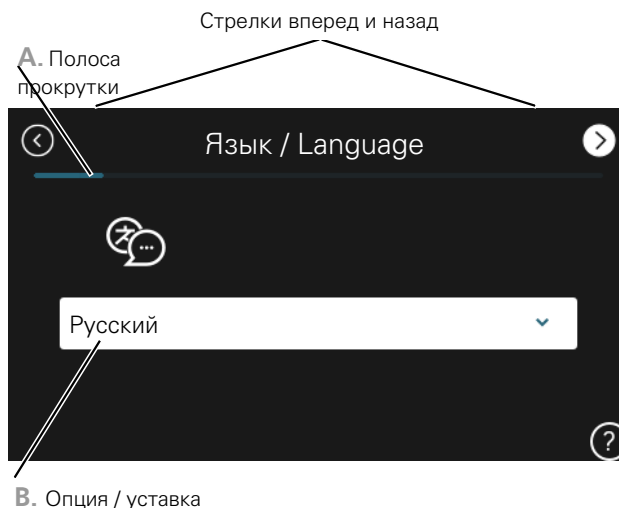 Стрелки вперед и назад
A. Полоса
прокрутки
Язык / Language
Русский
?
B. Опция / уставка